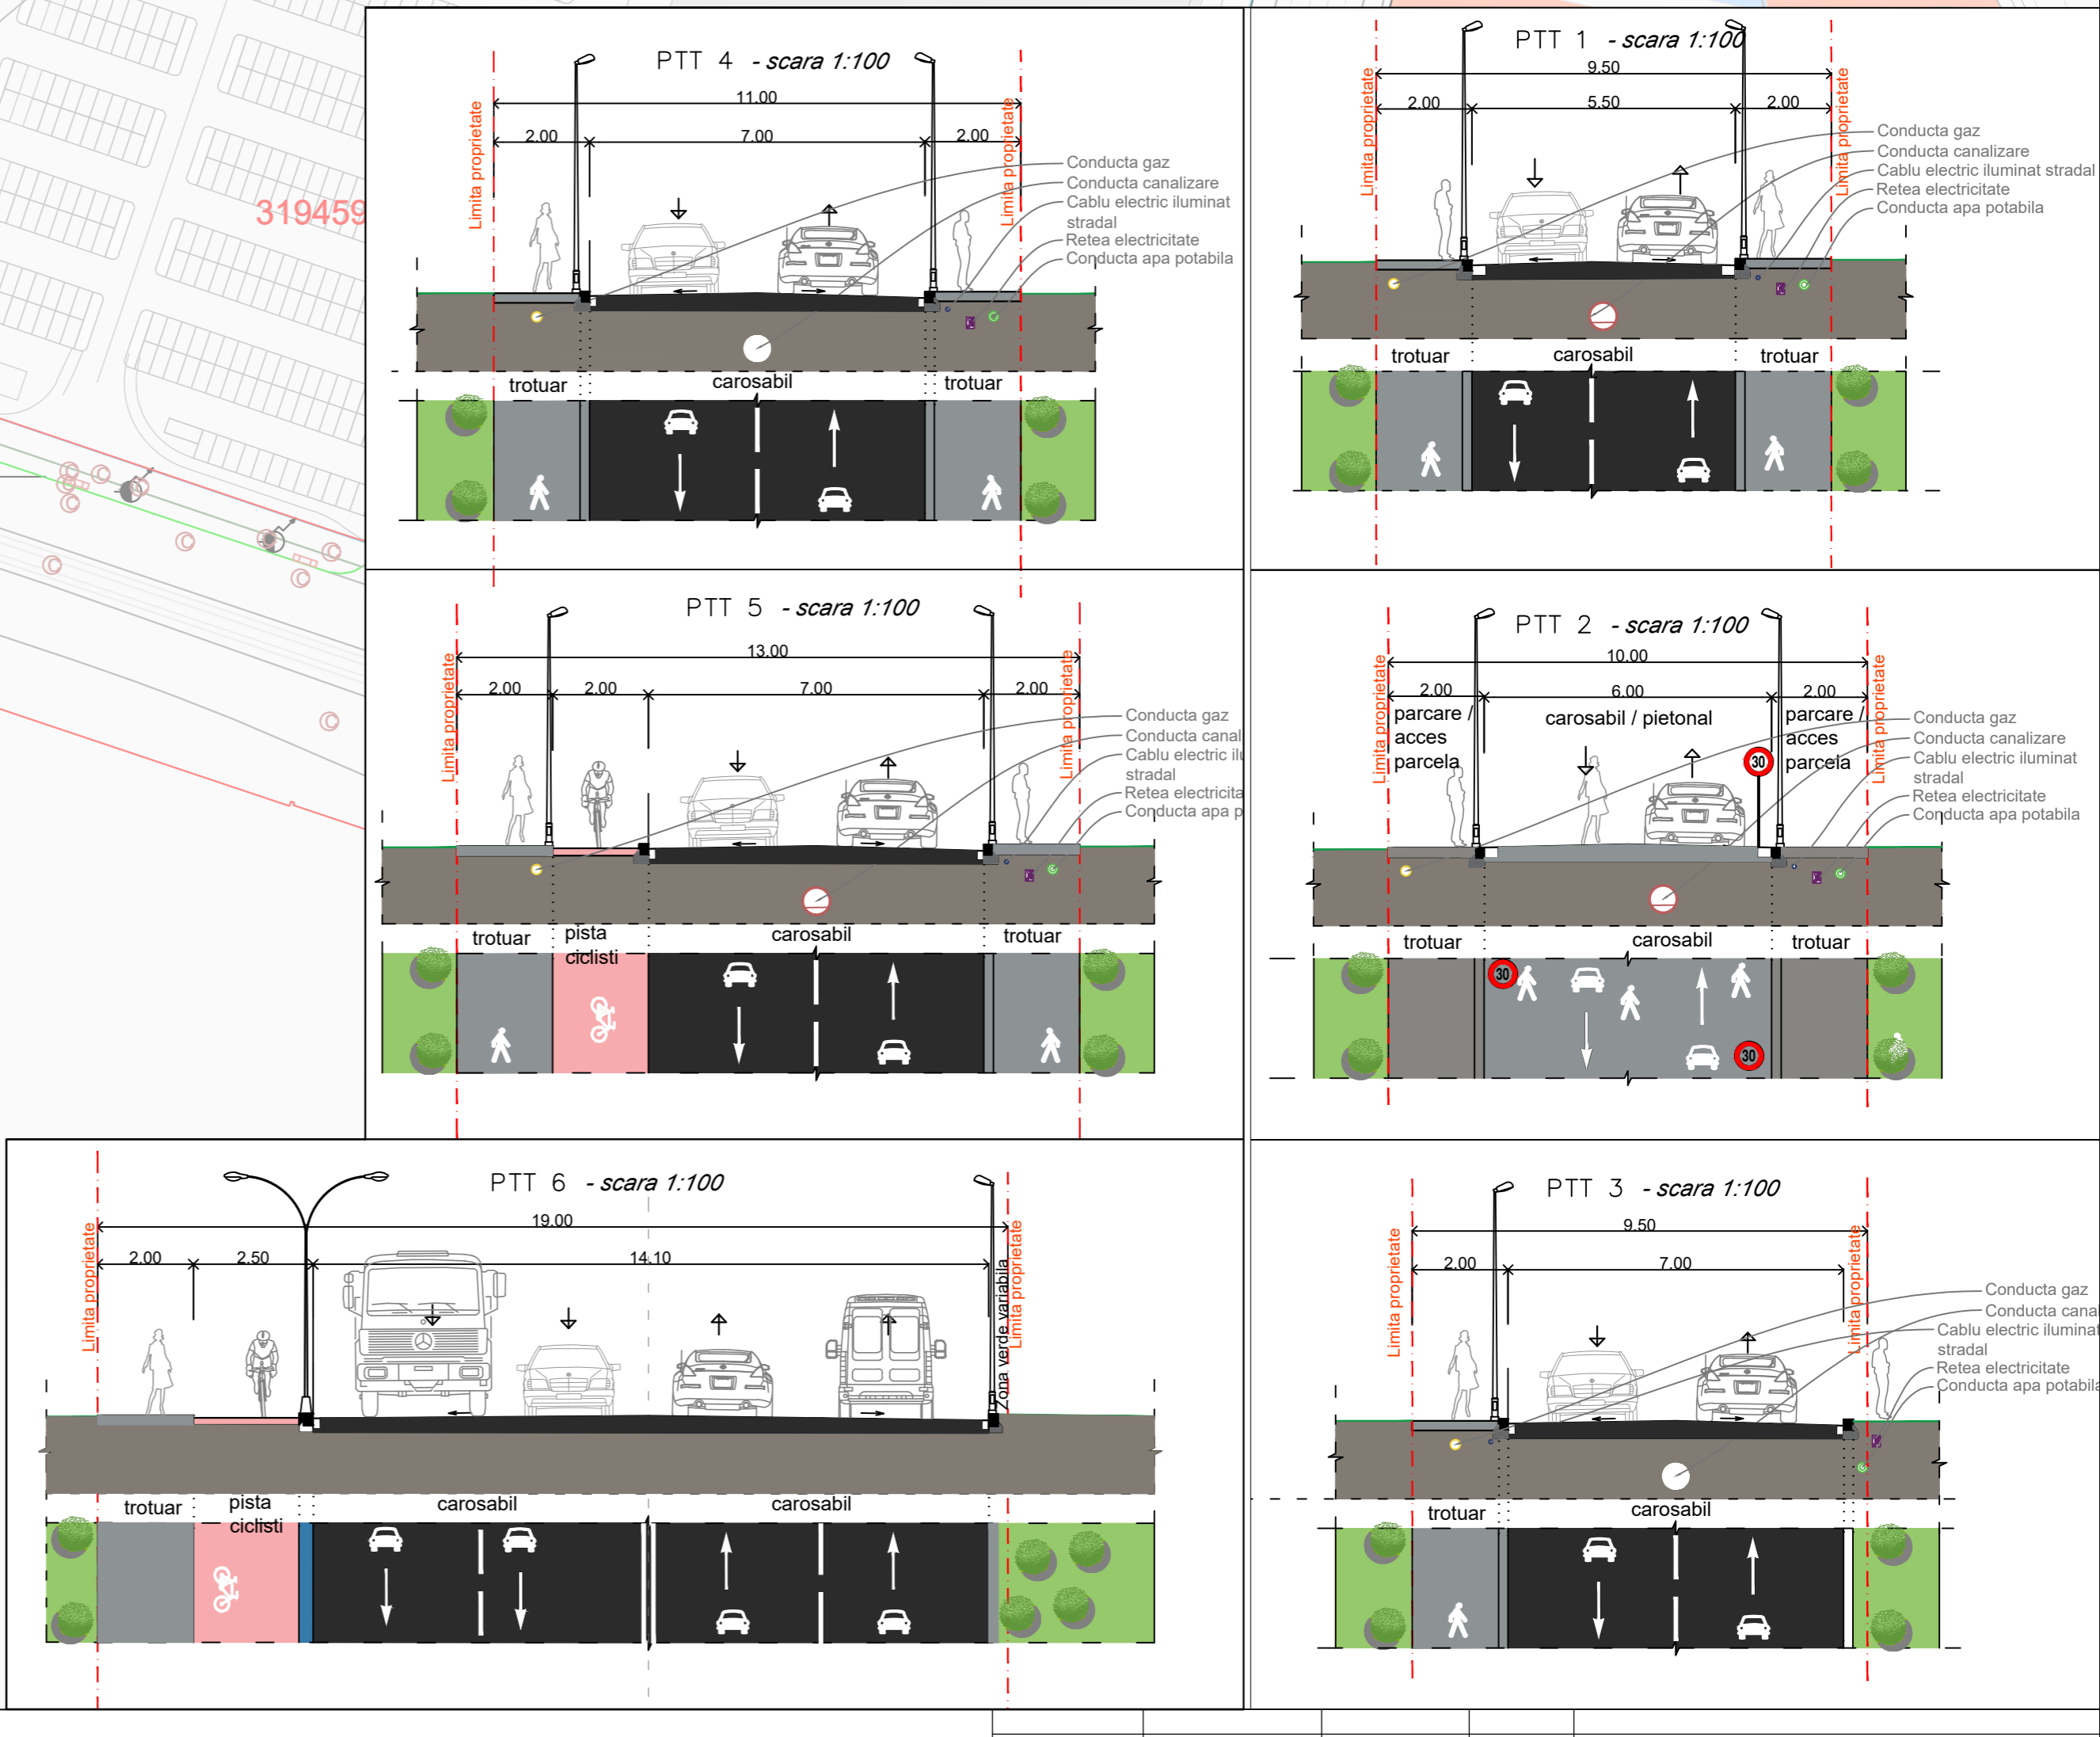 319459
PTT 4 - scara 1:100
11.00
2.00 7.00 2.00
Limita proprietate
Limita proprietate
Conducta gaz
Conducta canalizare
Cablu electric iluminat
stradal
Retea electricitate
Conducta apa potabila
trotuar carosabil trotuar
PTT 1 - scara 1:100
9.50
2.00 5.50 2.00
Limita proprietate
Limita proprietate
Conducta gaz
Conducta canalizare
Cablu electric iluminat stradal
Retea electricitate
Conducta apa potabila
trotuar carosabil trotuar
PTT 5 - scara 1:100
13.00
2.00 2.00 7.00 2.00
Limita proprietate
Limita proprietate
Conducta gaz
Conducta canal
Cablu electric ilu
stradal
Retea electricita
Conducta apa p
trotuar pista carosabil trotuar
ciclisti
PTT 2 - scara 1:100
10.00
2.00 6.00 2.00
Limita proprietate
Limita proprietate
parcare / carosabil / pietonal parcare /
acces acces
parcela parcela
30
Conducta gaz
Conducta canalizare
Cablu electric iluminat
stradal
Retea electricitate
Conducta apa potabila
trotuar carosabil trotuar
30
30
PTT 6 - scara 1:100
19.00
2.00 2.50 14.10
Limita proprietate
Zona verde variabila
Limita proprietate
trotuar pista carosabil carosabil
ciclisti
PTT 3 - scara 1:100
9.50
2.00 7.00
Limita proprietate
Limita proprietate
Conducta gaz
Conducta canal
Cablu electric iluminat
stradal
Retea electricitate
Conducta apa potabila
trotuar carosabil